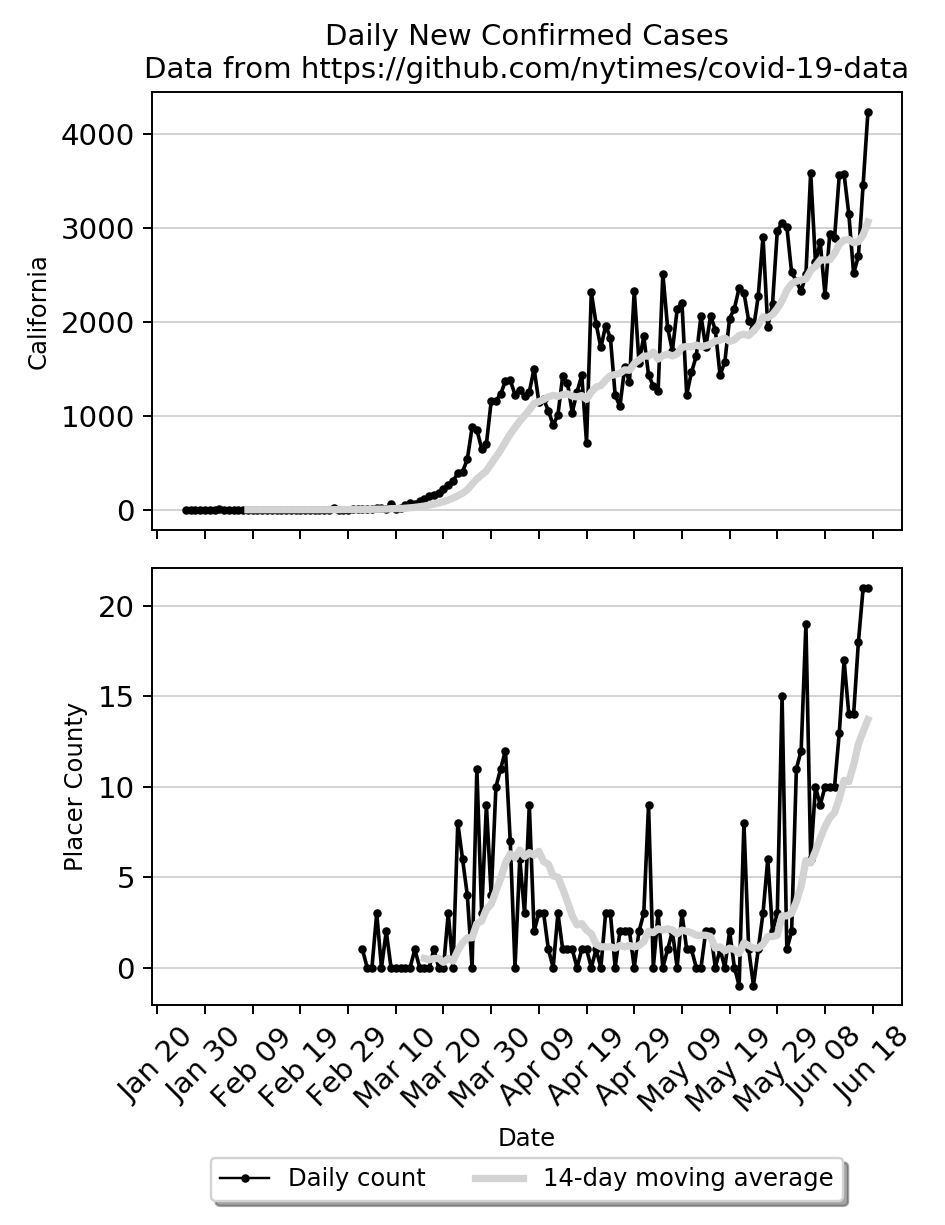 Daily New Confirmed Cases
Data from https://github.com/nytimes/covid-19-data
California
4000
3000
2000
1000
0
Placer County
20
15
10
5
0
Jan 20
Jan 30
Feb 09
Feb 19
Feb 29
Mar 10
Mar 20
Mar 30
Apr 09
Apr 19
Apr 29
May 09
May 19
May 29
Jun 08
Jun 18
Date
Daily count
14-day moving average